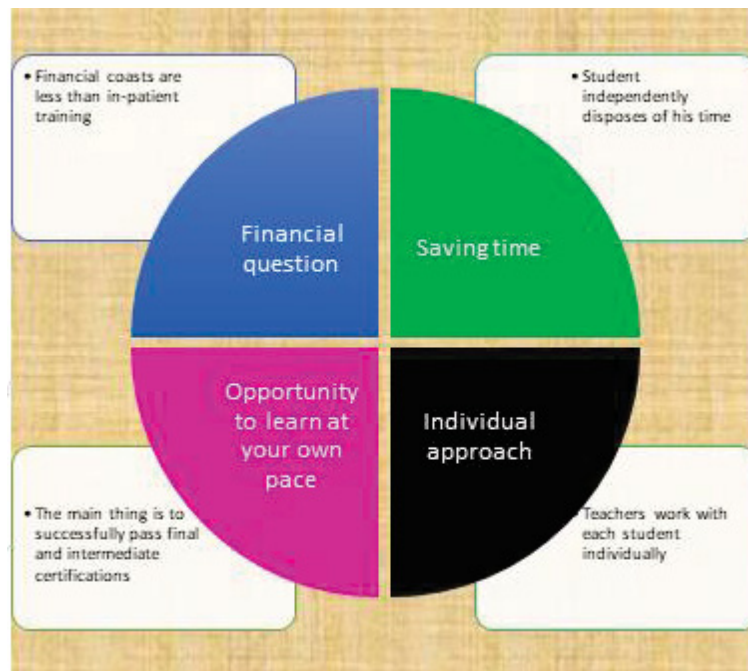 • Financial coasts are
less than in-patient
training
• Student
independently
disposes of his time
Financial
question
Saving time
Opportunity
to learn at
your own
pace
Individual
approach
• The main thing is to
successfully pass final
and intermediate
certifications
• Teachers work with
each student
individually